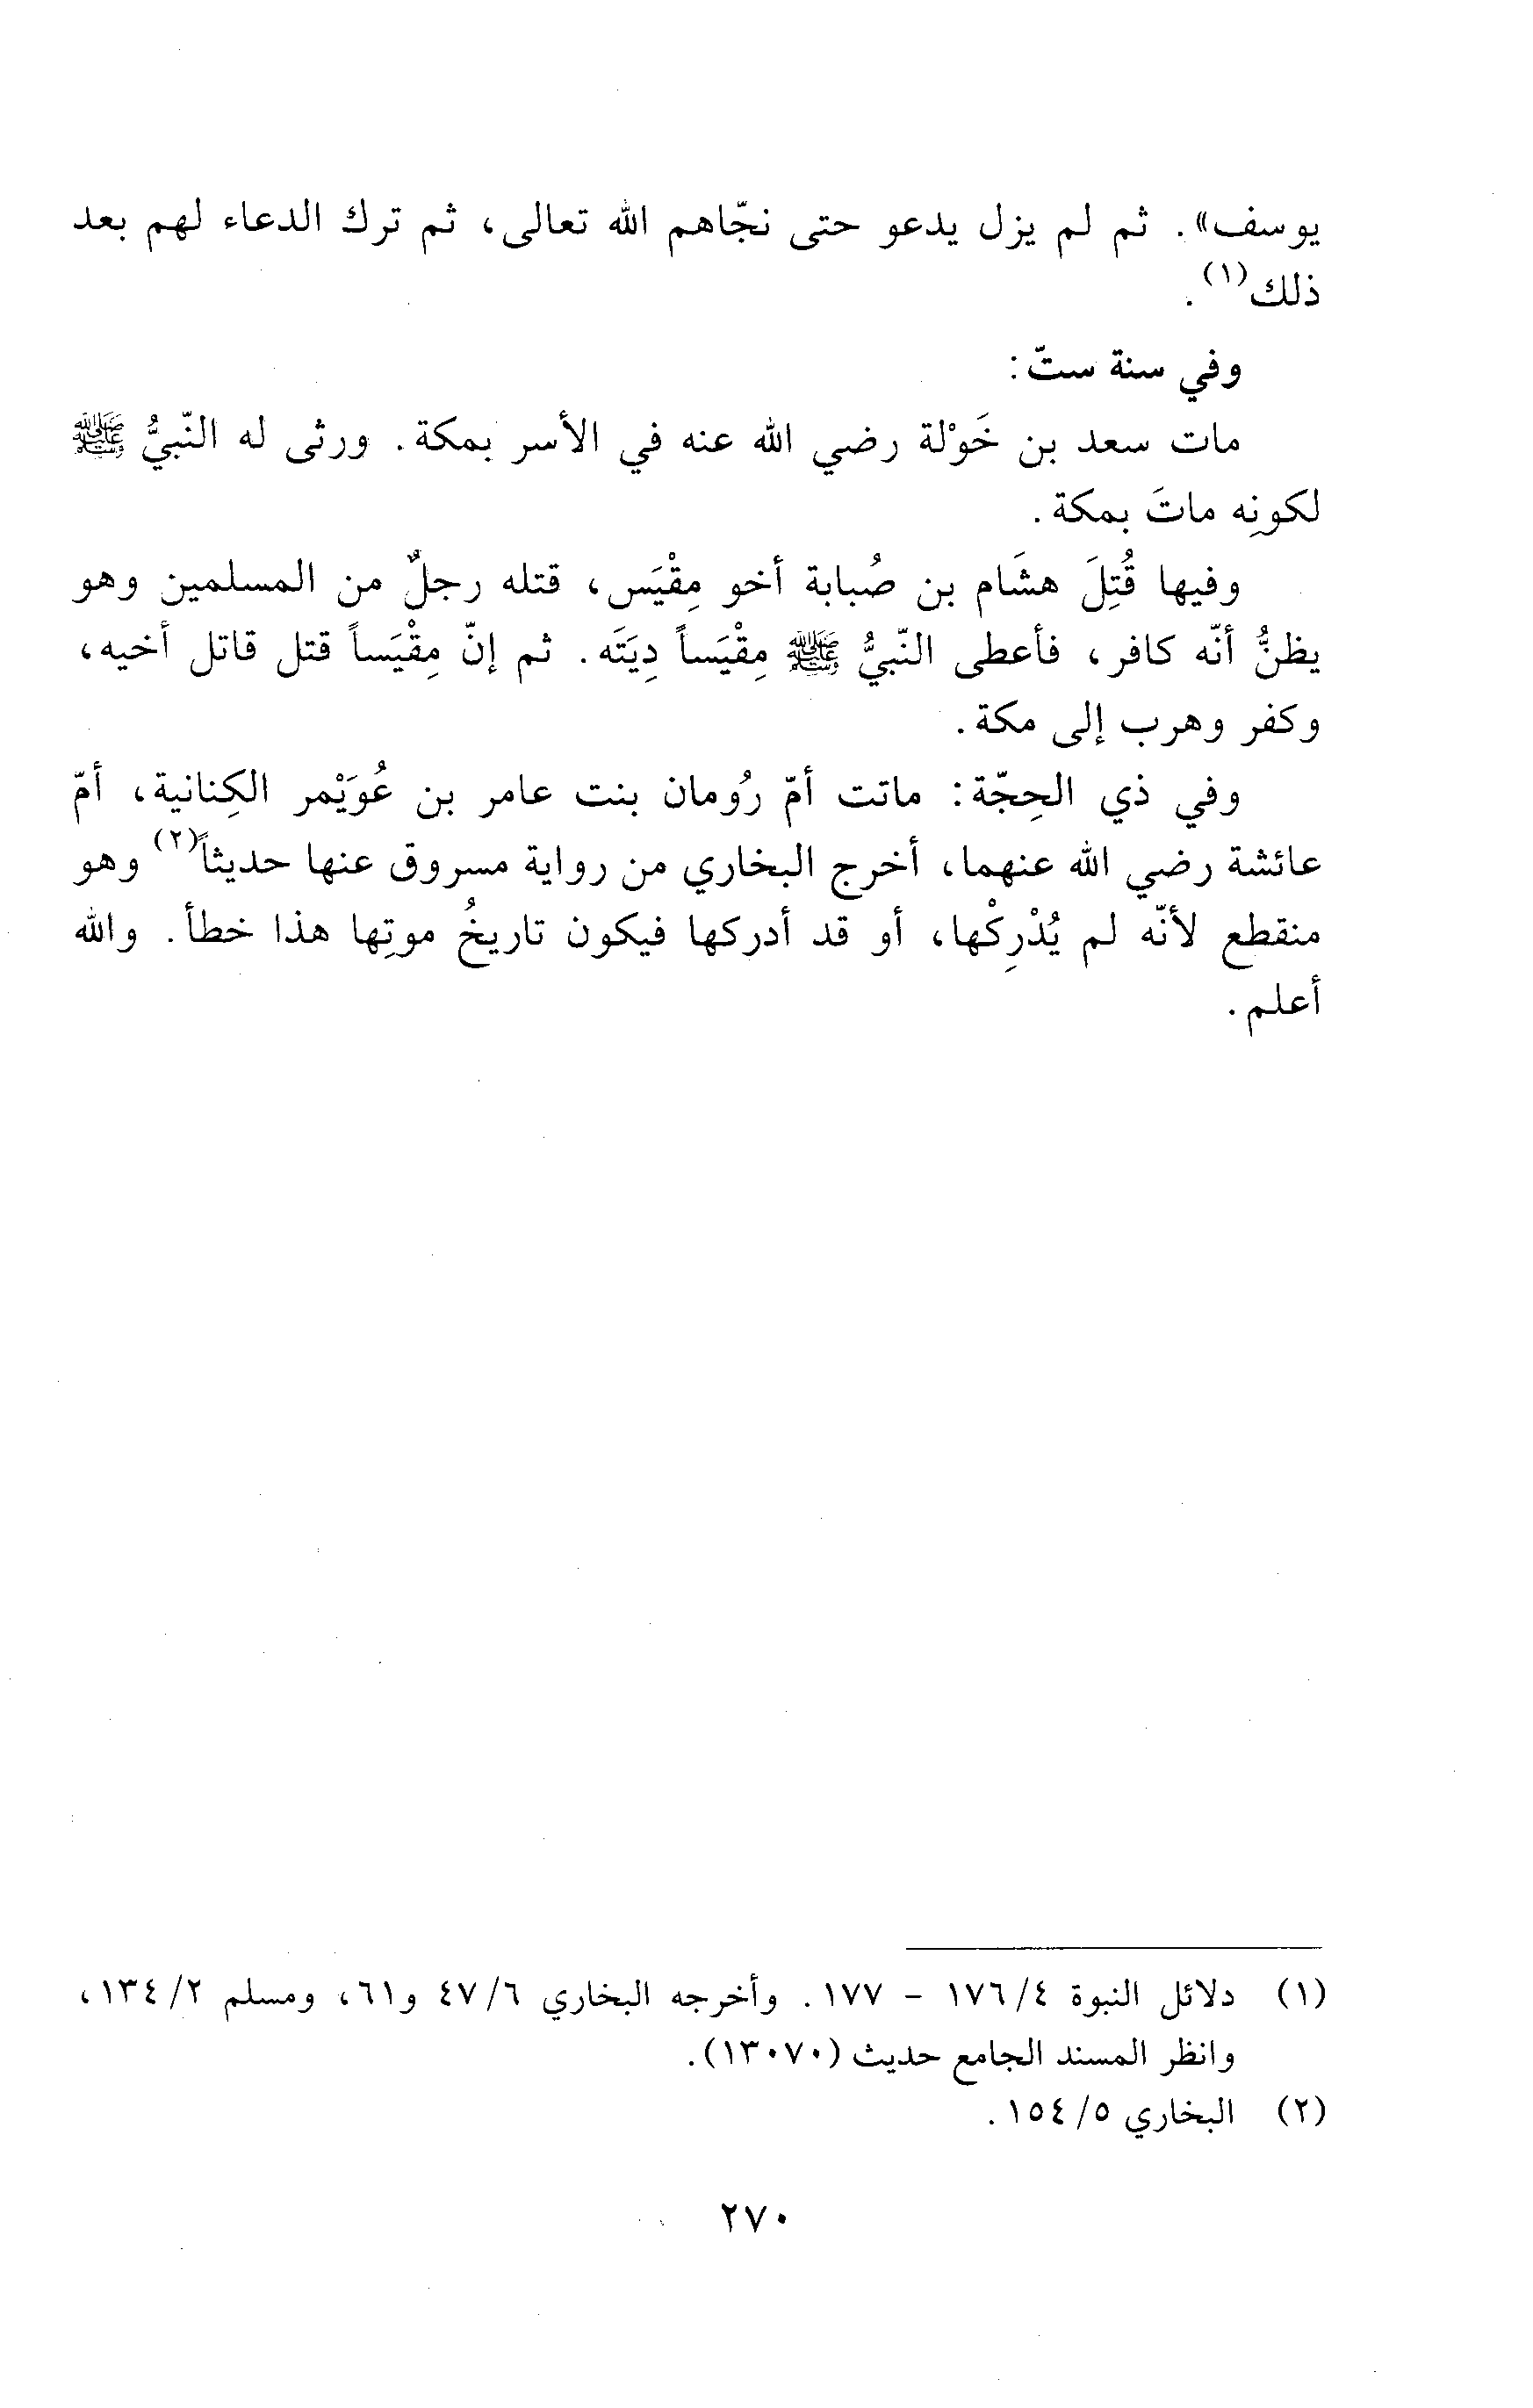 يوسف». ثم لم يزل يدعو حتى نجّاهم الله تعالى، ثم ترك الدعاء لهم بعد
ذلك(١).
وفي سنة ستّ:
مات سعد بن خَوْلة رضي الله عنه في الأسر بمكة. ورثى له النّبيُّ ﷺ
لكونِه ماتَ بمكة.
وفيها قُتِلَ هشَام بن صُبابة أخو مِقْيَس، قتله رجلٌ من المسلمين وهو
يظنُّ أنّه كافر، فأعطى النّبيُّ ﷺ مِقْيَساً دِيَتَه. ثم إنّ مِقْيَساً قتل قاتل أخيه،
وكفر وهرب إلى مكة.
وفي ذي الحِجّة: ماتت أمّ رُومان بنت عامر بن عُوَيْمر الكِنانية، أمّ
عائشة رضي الله عنهما، أخرج البخاري من رواية مسروق عنها حديثاً(٢) وهو
منقطع لأنّه لم يُدْرِكْها، أو قد أدركها فيكون تاريخُ موتِها هذا خطأ. والله
أعلم.
(١) دلائل النبوة ٤/ ١٧٦ - ١٧٧. وأخرجه البخاري ٦/ ٤٧ و٦١، ومسلم ٢/ ١٣٤،
وانظر المسند الجامع حديث (١٣٠٧٠).
(٢) البخاري ٥/ ١٥٤.
٢٧٠